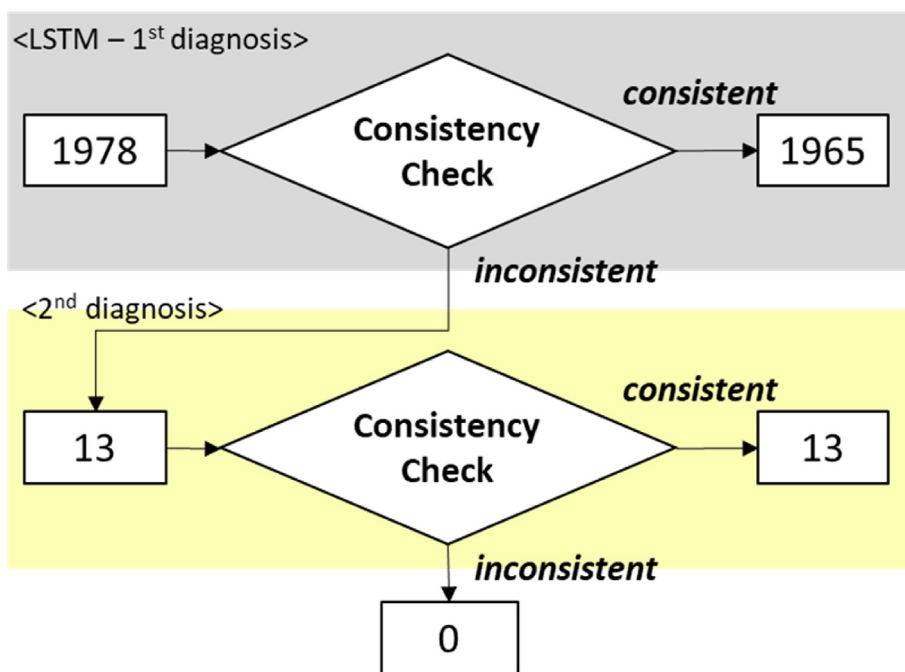 <LSTM – 1st diagnosis>
consistent
1978
Consistency
Check
1965
inconsistent
<2nd diagnosis>
consistent
13
Consistency
Check
13
inconsistent
0